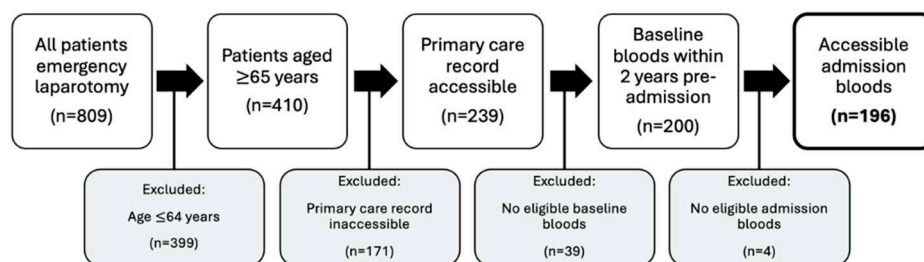 All patients
emergency
laparotomy
(n=809)
Patients aged
≥65 years
(n=410)
Primary care
record
accessible
(n=239)
Baseline
bloods within
2 years pre-
admission
(n=200)
Accessible
admission
bloods
(n=196)
Excluded:
Age ≤64 years
(n=399)
Excluded:
Primary care record
inaccessible
(n=171)
Excluded:
No eligible baseline
bloods
(n=39)
Excluded:
No eligible admission
bloods
(n=4)